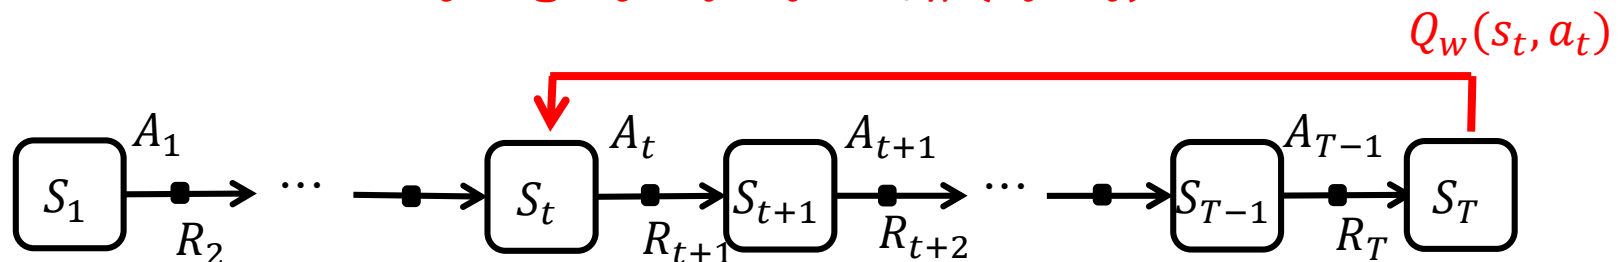 Q_w(s_t, a_t)
A_1 A_t A_{t+1} A_{T-1}
S_1 ⋯ S_t S_{t+1} ⋯ S_{T-1} S_T
R_2 R_{t+1} R_{t+2} R_T